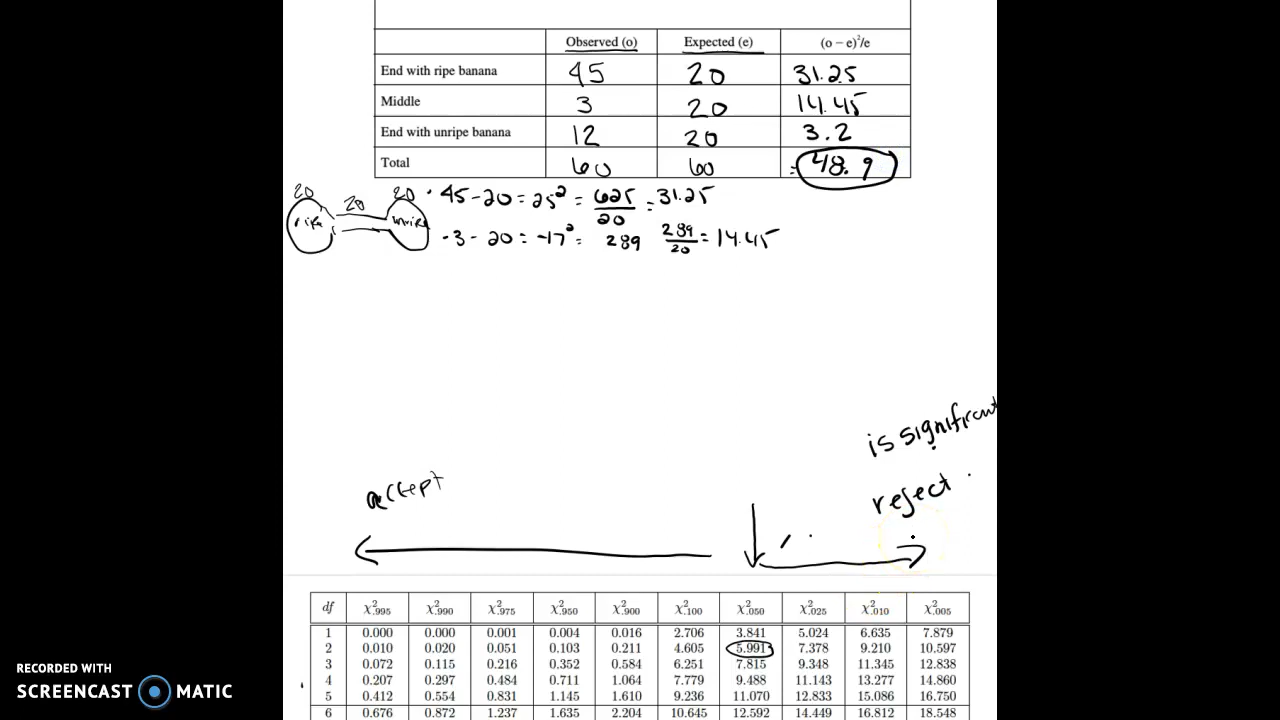 Observed (o) Expected (e) (o – e)²/e
End with ripe banana 45 20 31.25
Middle 3 20 14.45
End with unripe banana 12 20 3.2
Total 60 60 = 48.9
20 20 20
ripe unripe
· 45 - 20 = 25² = 625/20 = 31.25
· 3 - 20 = -17² = 289 289/20 = 14.45
is significant
accept
reject
df χ².995 χ².990 χ².975 χ².950 χ².900 χ².100 χ².050 χ².025 χ².010 χ².005
1 0.000 0.000 0.001 0.004 0.016 2.706 3.841 5.024 6.635 7.879
2 0.010 0.020 0.051 0.103 0.211 4.605 5.991 7.378 9.210 10.597
3 0.072 0.115 0.216 0.352 0.584 6.251 7.815 9.348 11.345 12.838
4 0.207 0.297 0.484 0.711 1.064 7.779 9.488 11.143 13.277 14.860
5 0.412 0.554 0.831 1.145 1.610 9.236 11.070 12.833 15.086 16.750
6 0.676 0.872 1.237 1.635 2.204 10.645 12.592 14.449 16.812 18.548
RECORDED WITH
SCREENCAST MATIC